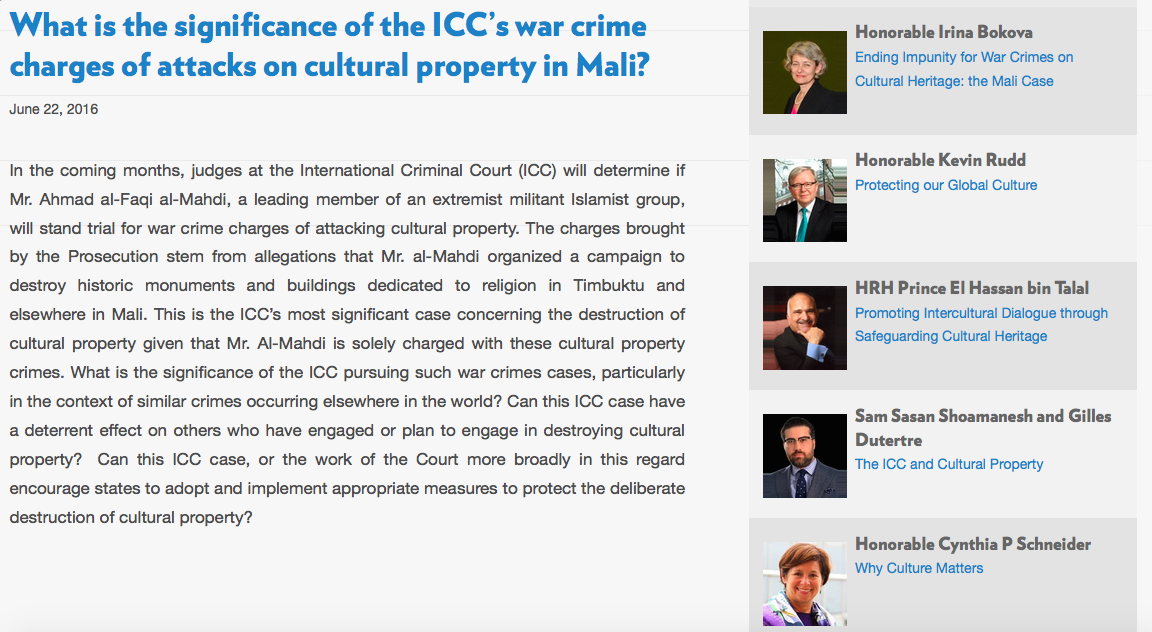 What is the significance of the ICC's war crime
charges of attacks on cultural property in Mali?
June 22, 2016
In the coming months, judges at the International Criminal Court (ICC) will determine if
Mr. Ahmad al-Faqi al-Mahdi, a leading member of an extremist militant Islamist group,
will stand trial for war crime charges of attacking cultural property. The charges brought
by the Prosecution stem from allegations that Mr. al-Mahdi organized a campaign to
destroy historic monuments and buildings dedicated to religion in Timbuktu and
elsewhere in Mali. This is the ICC's most significant case concerning the destruction of
cultural property given that Mr. Al-Mahdi is solely charged with these cultural property
crimes. What is the significance of the ICC pursuing such war crimes cases, particularly
in the context of similar crimes occurring elsewhere in the world? Can this ICC case have
a deterrent effect on others who have engaged or plan to engage in destroying cultural
property?  Can this ICC case, or the work of the Court more broadly in this regard
encourage states to adopt and implement appropriate measures to protect the deliberate
destruction of cultural property?
Honorable Irina Bokova
Ending Impunity for War Crimes on
Cultural Heritage: the Mali Case
Honorable Kevin Rudd
Protecting our Global Culture
HRH Prince El Hassan bin Talal
Promoting Intercultural Dialogue through
Safeguarding Cultural Heritage
Sam Sasan Shoamanesh and Gilles
Dutertre
The ICC and Cultural Property
Honorable Cynthia P Schneider
Why Culture Matters